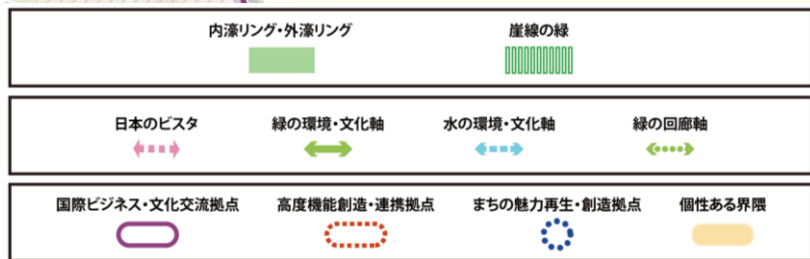 内濠リング・外濠リング 崖線の緑
日本のビスタ 緑の環境・文化軸 水の環境・文化軸 緑の回廊軸
国際ビジネス・文化交流拠点 高度機能創造・連携拠点 まちの魅力再生・創造拠点 個性ある界隈